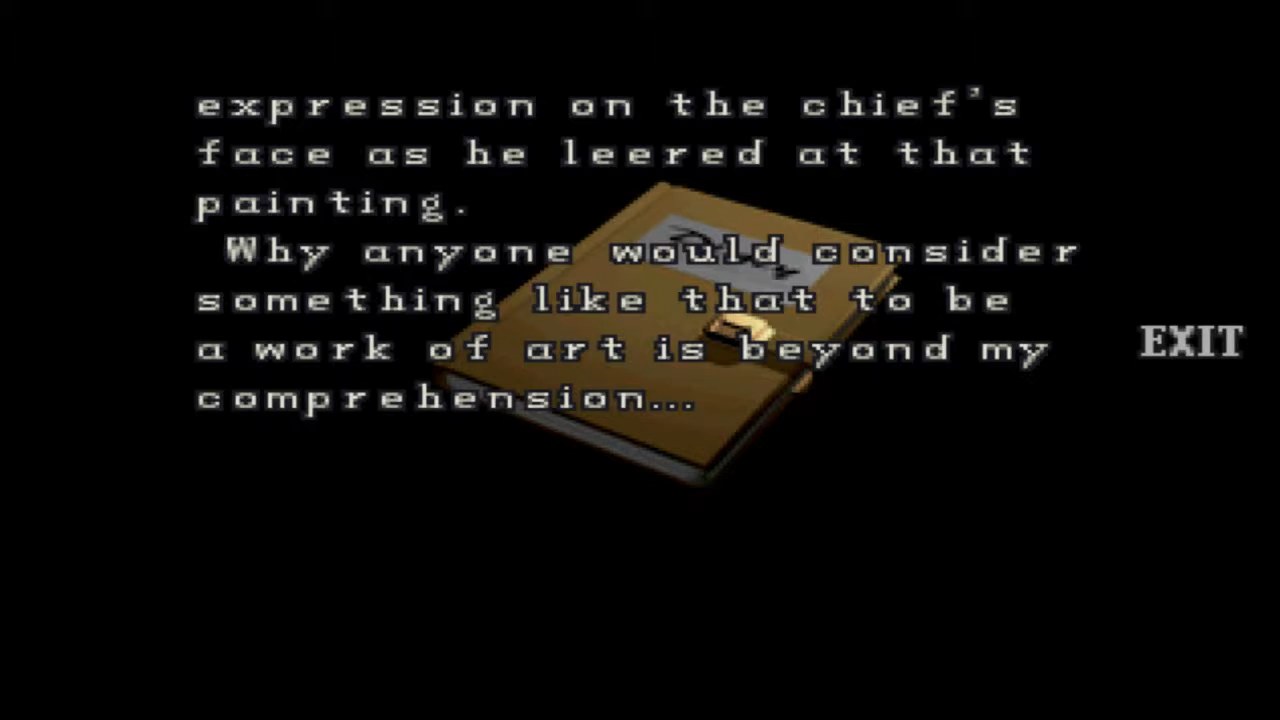 expression on the chief's
face as he leered at that
painting.
Why anyone would consider
something like that to be
a work of art is beyond my
comprehension...
EXIT
Diary